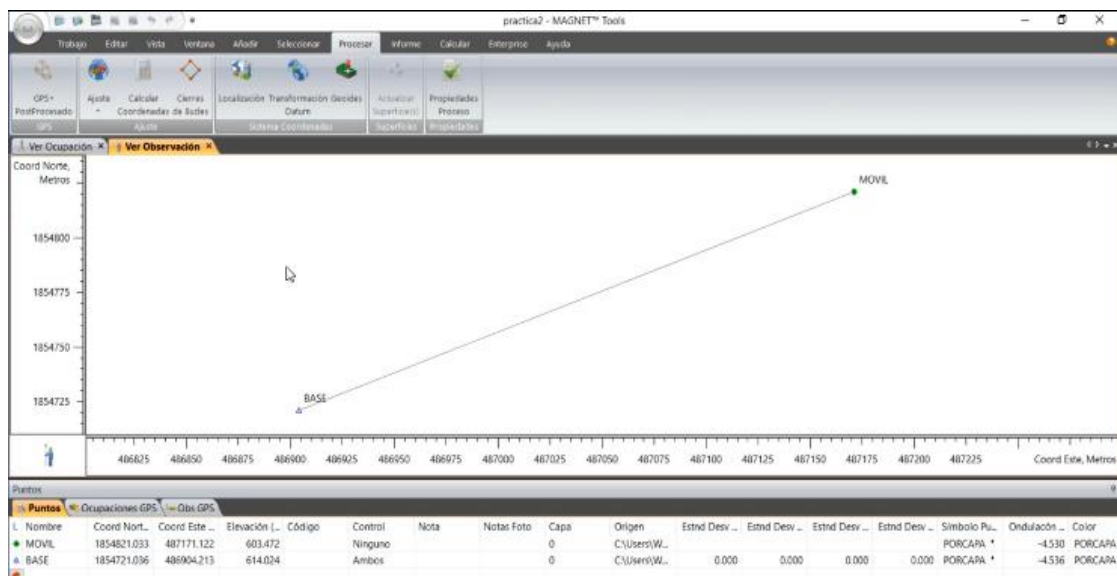 practica2 - MAGNET™ Tools
Trabajo Editar Vista Ventana Añadir Seleccionar Procesar Informe Calcular Enterprise Ayuda
GPS+ PostProcesado
Ajuste
Calcular Coordenadas
Cierres de Bucles
Localización
Transformación Datum
Geoides
Actualizar Superficie(s)
Propiedades Proceso
GPS Ajuste Sistema Coordenadas Superficies Propiedades
Ver Ocupación Ver Observación
Coord Norte,
Metros
MOVIL
1854800
1854775
1854750
1854725
BASE
486825 486850 486875 486900 486925 486950 486975 487000 487025 487050 487075 487100 487125 487150 487175 487200 487225 Coord Este, Metros
Puntos
Puntos Ocupaciones GPS Obs GPS
L Nombre Coord Nort... Coord Este ... Elevación (... Código Control Nota Notas Foto Capa Origen Estnd Desv ... Estnd Desv ... Estnd Desv ... Estnd Desv ... Simbolo Pu... Ondulacón ... Color
MOVIL 1854821.033 487171.122 603.472 Ninguno 0 C:\Users\W... PORCAPA * -4.530 PORCAPA
BASE 1854721.036 486904.213 614.024 Ambos 0 C:\Users\W... 0.000 0.000 0.000 0.000 PORCAPA * -4.536 PORCAPA